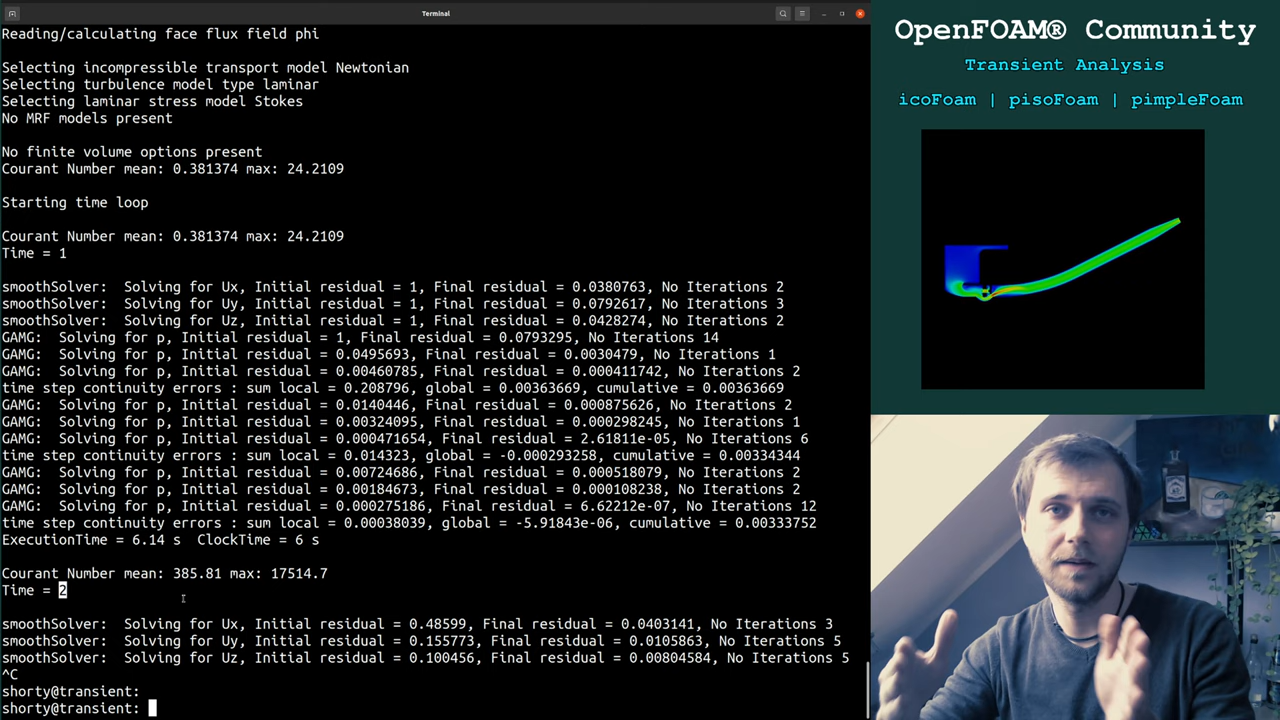 Terminal
Reading/calculating face flux field phi
Selecting incompressible transport model Newtonian
Selecting turbulence model type laminar
Selecting laminar stress model Stokes
No MRF models present
No finite volume options present
Courant Number mean: 0.381374 max: 24.2109
Starting time loop
Courant Number mean: 0.381374 max: 24.2109
Time = 1
smoothSolver:  Solving for Ux, Initial residual = 1, Final residual = 0.0380763, No Iterations 2
smoothSolver:  Solving for Uy, Initial residual = 1, Final residual = 0.0792617, No Iterations 3
smoothSolver:  Solving for Uz, Initial residual = 1, Final residual = 0.0428274, No Iterations 2
GAMG:  Solving for p, Initial residual = 1, Final residual = 0.0793295, No Iterations 14
GAMG:  Solving for p, Initial residual = 0.0495693, Final residual = 0.0030479, No Iterations 1
GAMG:  Solving for p, Initial residual = 0.00460785, Final residual = 0.000411742, No Iterations 2
time step continuity errors : sum local = 0.208796, global = 0.00363669, cumulative = 0.00363669
GAMG:  Solving for p, Initial residual = 0.0140446, Final residual = 0.000875626, No Iterations 2
GAMG:  Solving for p, Initial residual = 0.00324095, Final residual = 0.000298245, No Iterations 1
GAMG:  Solving for p, Initial residual = 0.000471654, Final residual = 2.61811e-05, No Iterations 6
time step continuity errors : sum local = 0.014323, global = -0.000293258, cumulative = 0.00334344
GAMG:  Solving for p, Initial residual = 0.00724686, Final residual = 0.000518079, No Iterations 2
GAMG:  Solving for p, Initial residual = 0.00184673, Final residual = 0.000108238, No Iterations 2
GAMG:  Solving for p, Initial residual = 0.000275186, Final residual = 6.62212e-07, No Iterations 12
time step continuity errors : sum local = 0.00038039, global = -5.91843e-06, cumulative = 0.00333752
ExecutionTime = 6.14 s  ClockTime = 6 s
Courant Number mean: 385.81 max: 17514.7
Time = 2
smoothSolver:  Solving for Ux, Initial residual = 0.48599, Final residual = 0.0403141, No Iterations 3
smoothSolver:  Solving for Uy, Initial residual = 0.155773, Final residual = 0.0105863, No Iterations 5
smoothSolver:  Solving for Uz, Initial residual = 0.100456, Final residual = 0.00804584, No Iterations 5
^C
shorty@transient:
shorty@transient:
OpenFOAM® Community
Transient Analysis
icoFoam | pisoFoam | pimpleFoam